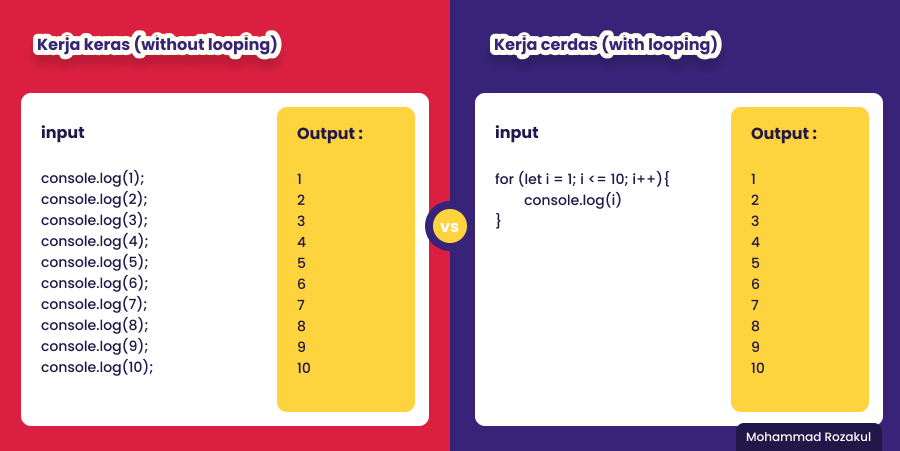 Kerja keras (without looping)
input
console.log(1);
console.log(2);
console.log(3);
console.log(4);
console.log(5);
console.log(6);
console.log(7);
console.log(8);
console.log(9);
console.log(10);
Output :
1
2
3
4
5
6
7
8
9
10
vs
Kerja cerdas (with looping)
input
for (let i = 1; i <= 10; i++){
console.log(i)
}
Output :
1
2
3
4
5
6
7
8
9
10
Mohammad Rozakul